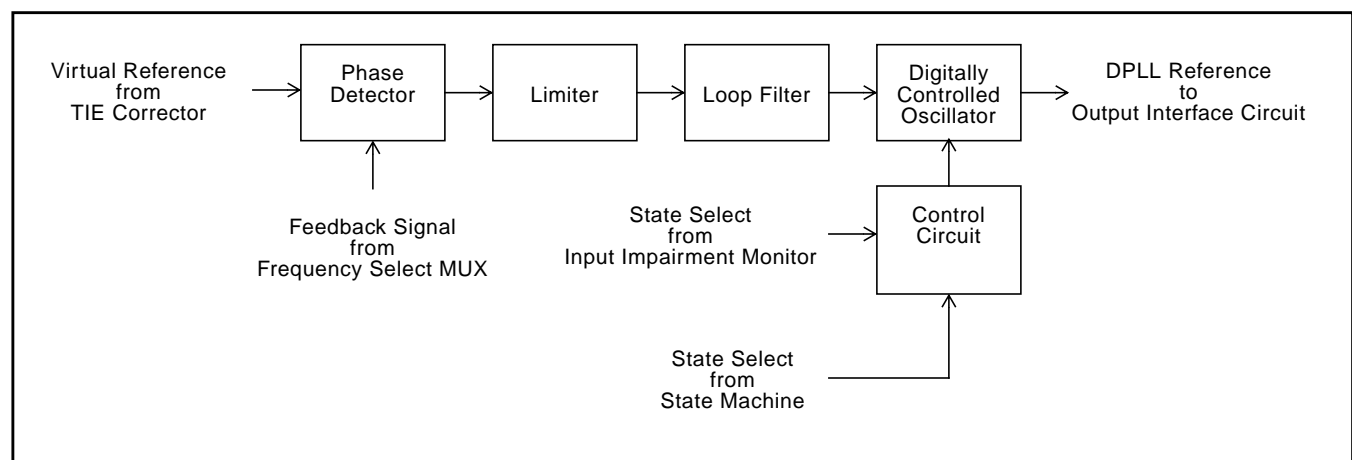 Virtual Reference
from
TIE Corrector
Phase
Detector
Limiter
Loop Filter
Digitally
Controlled
Oscillator
DPLL Reference
to
Output Interface Circuit
Feedback Signal
from
Frequency Select MUX
State Select
from
Input Impairment Monitor
Control
Circuit
State Select
from
State Machine